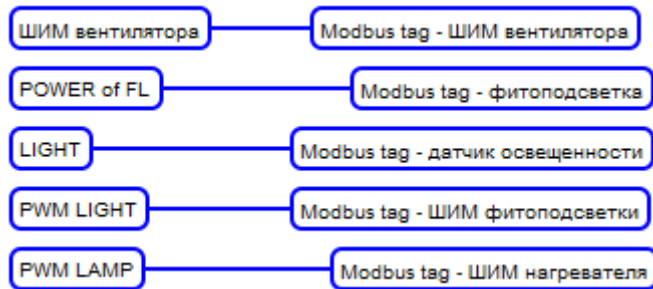 ШИМ вентилятора Modbus tag - ШИМ вентилятора
POWER of FL Modbus tag - фитоподсветка
LIGHT Modbus tag - датчик освещенности
PWM LIGHT Modbus tag - ШИМ фитоподсветки
PWM LAMP Modbus tag - ШИМ нагревателя